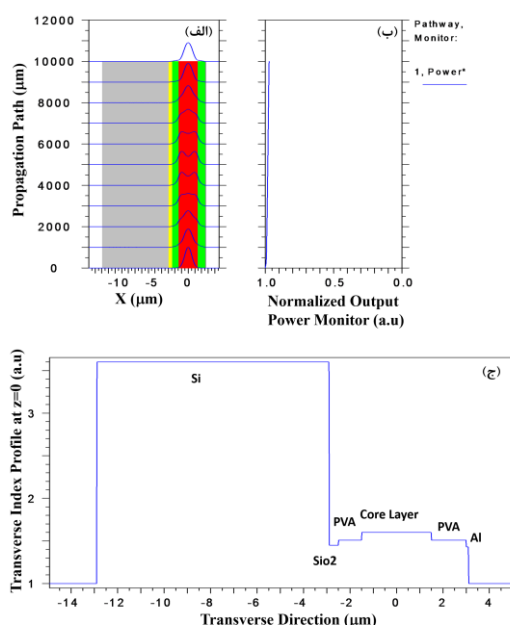 12000
10000
8000
6000
4000
2000
0
Propagation Path (μm)
(الف)
-10 -5 0
X (μm)
(ب)
1.0 0.5 0.0
Normalized Output
Power Monitor (a.u)
Pathway,
Monitor:
1, Power*
Transverse Index Profile at z=0 (a.u)
3
2
1
(ج)
Si
PVA
Core Layer
PVA
Al
Sio2
-14 -12 -10 -8 -6 -4 -2 0 2 4
Transverse Direction (μm)